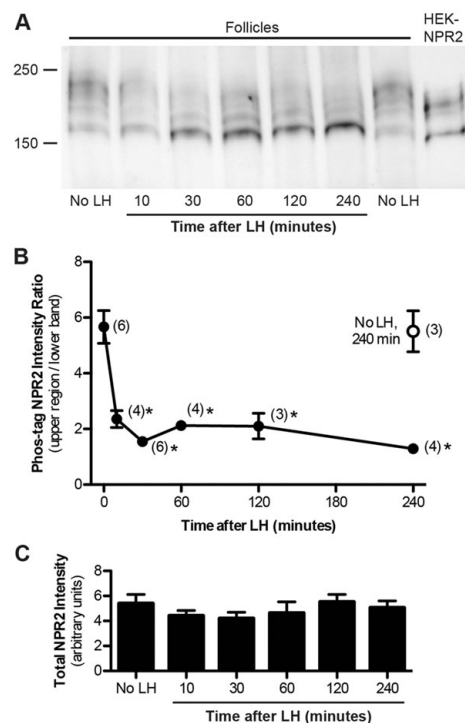 A
Follicles
HEK-
NPR2
250
150
No LH 10 30 60 120 240 No LH
Time after LH (minutes)
B
Phos-tag NPR2 Intensity Ratio
(upper region / lower band)
8
6
4
2
0
(6)
(4)*
(6)*
(4)*
(3)*
(4)*
No LH,
240 min
(3)
0 60 120 180 240
Time after LH (minutes)
C
Total NPR2 Intensity
(arbitrary units)
8
6
4
2
0
No LH 10 30 60 120 240
Time after LH (minutes)